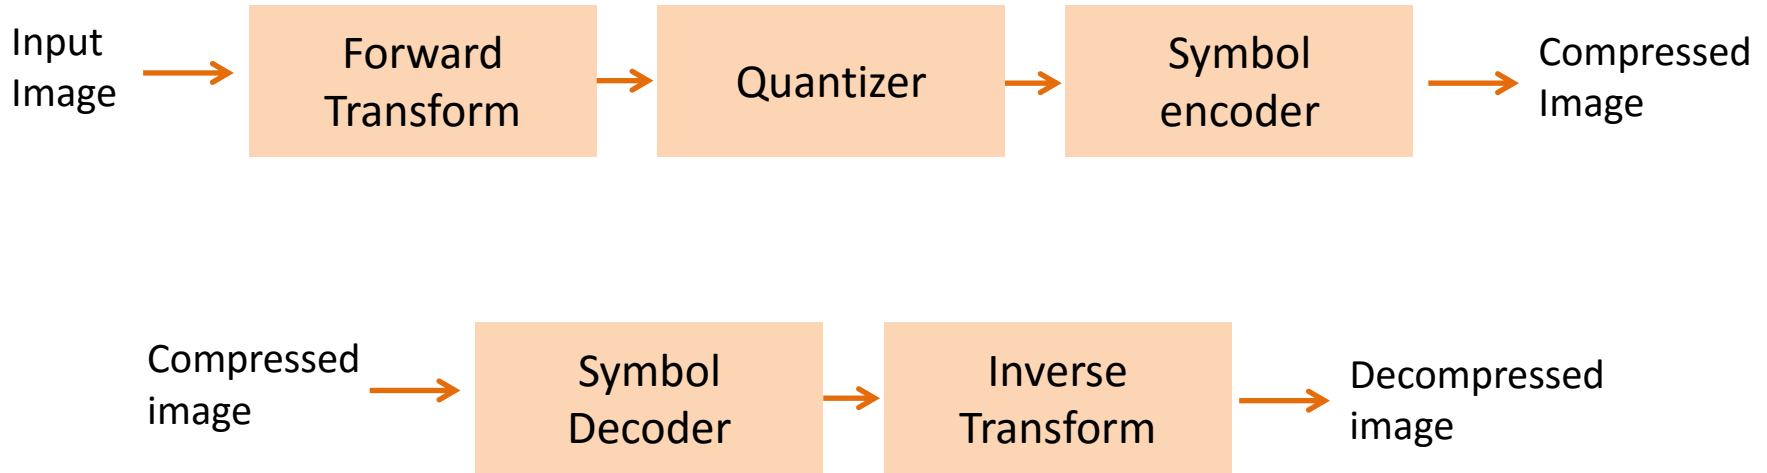 Input
Image
Forward
Transform
Quantizer
Symbol
encoder
Compressed
Image
Compressed
image
Symbol
Decoder
Inverse
Transform
Decompressed
image